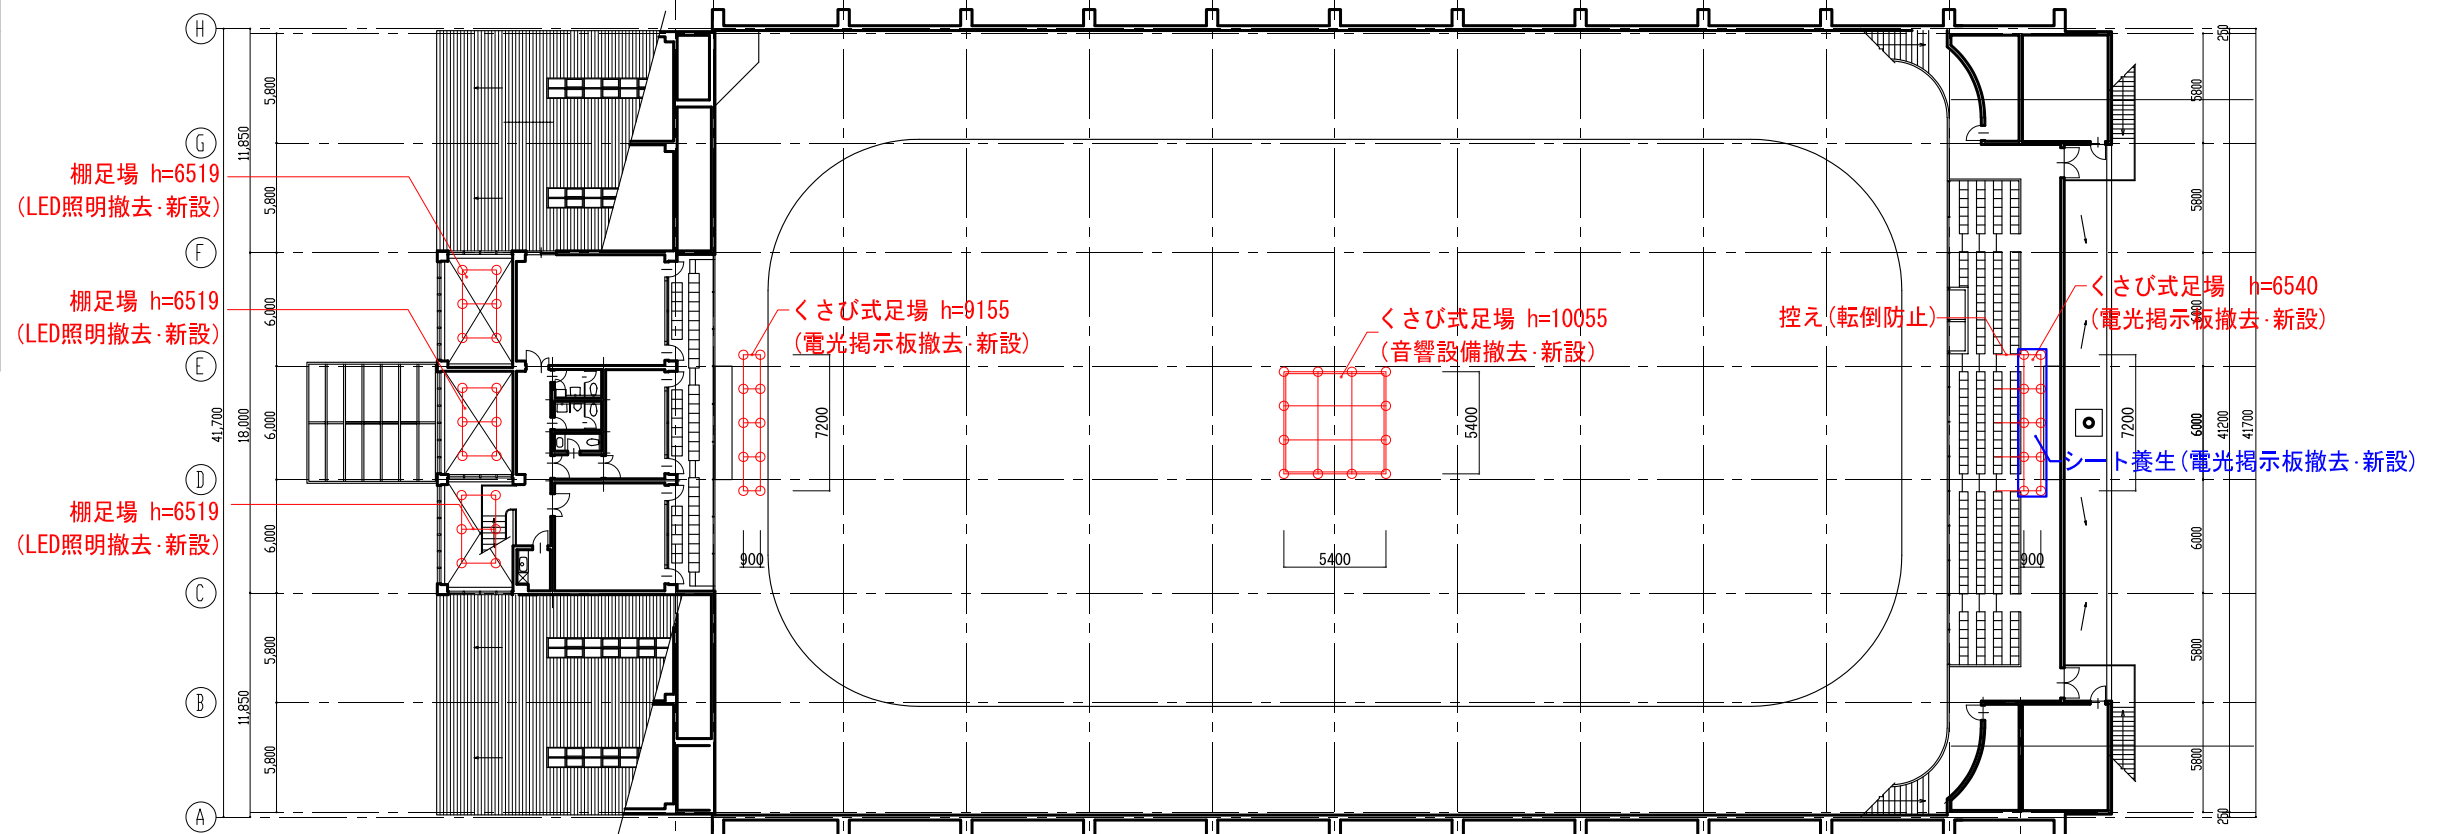 H
G
F
E
D
C
B
A
5,800
5,800
6,000
6,000
6,000
5,800
5,800
11,850
18,000
11,850
41,700
棚足場 h=6519
(LED照明撤去·新設)
棚足場 h=6519
(LED照明撤去·新設)
棚足場 h=6519
(LED照明撤去·新設)
くさび式足場 h=9155
(電光掲示板撤去·新設)
7200
900
くさび式足場 h=10055
(音響設備撤去·新設)
5400
5400
控え(転倒防止)
くさび式足場 h=6540
(電光掲示板撤去·新設)
シート養生(電光掲示板撤去·新設)
7200
900
250
5800
5800
6000
6000
6000
5800
5800
250
41200
41700